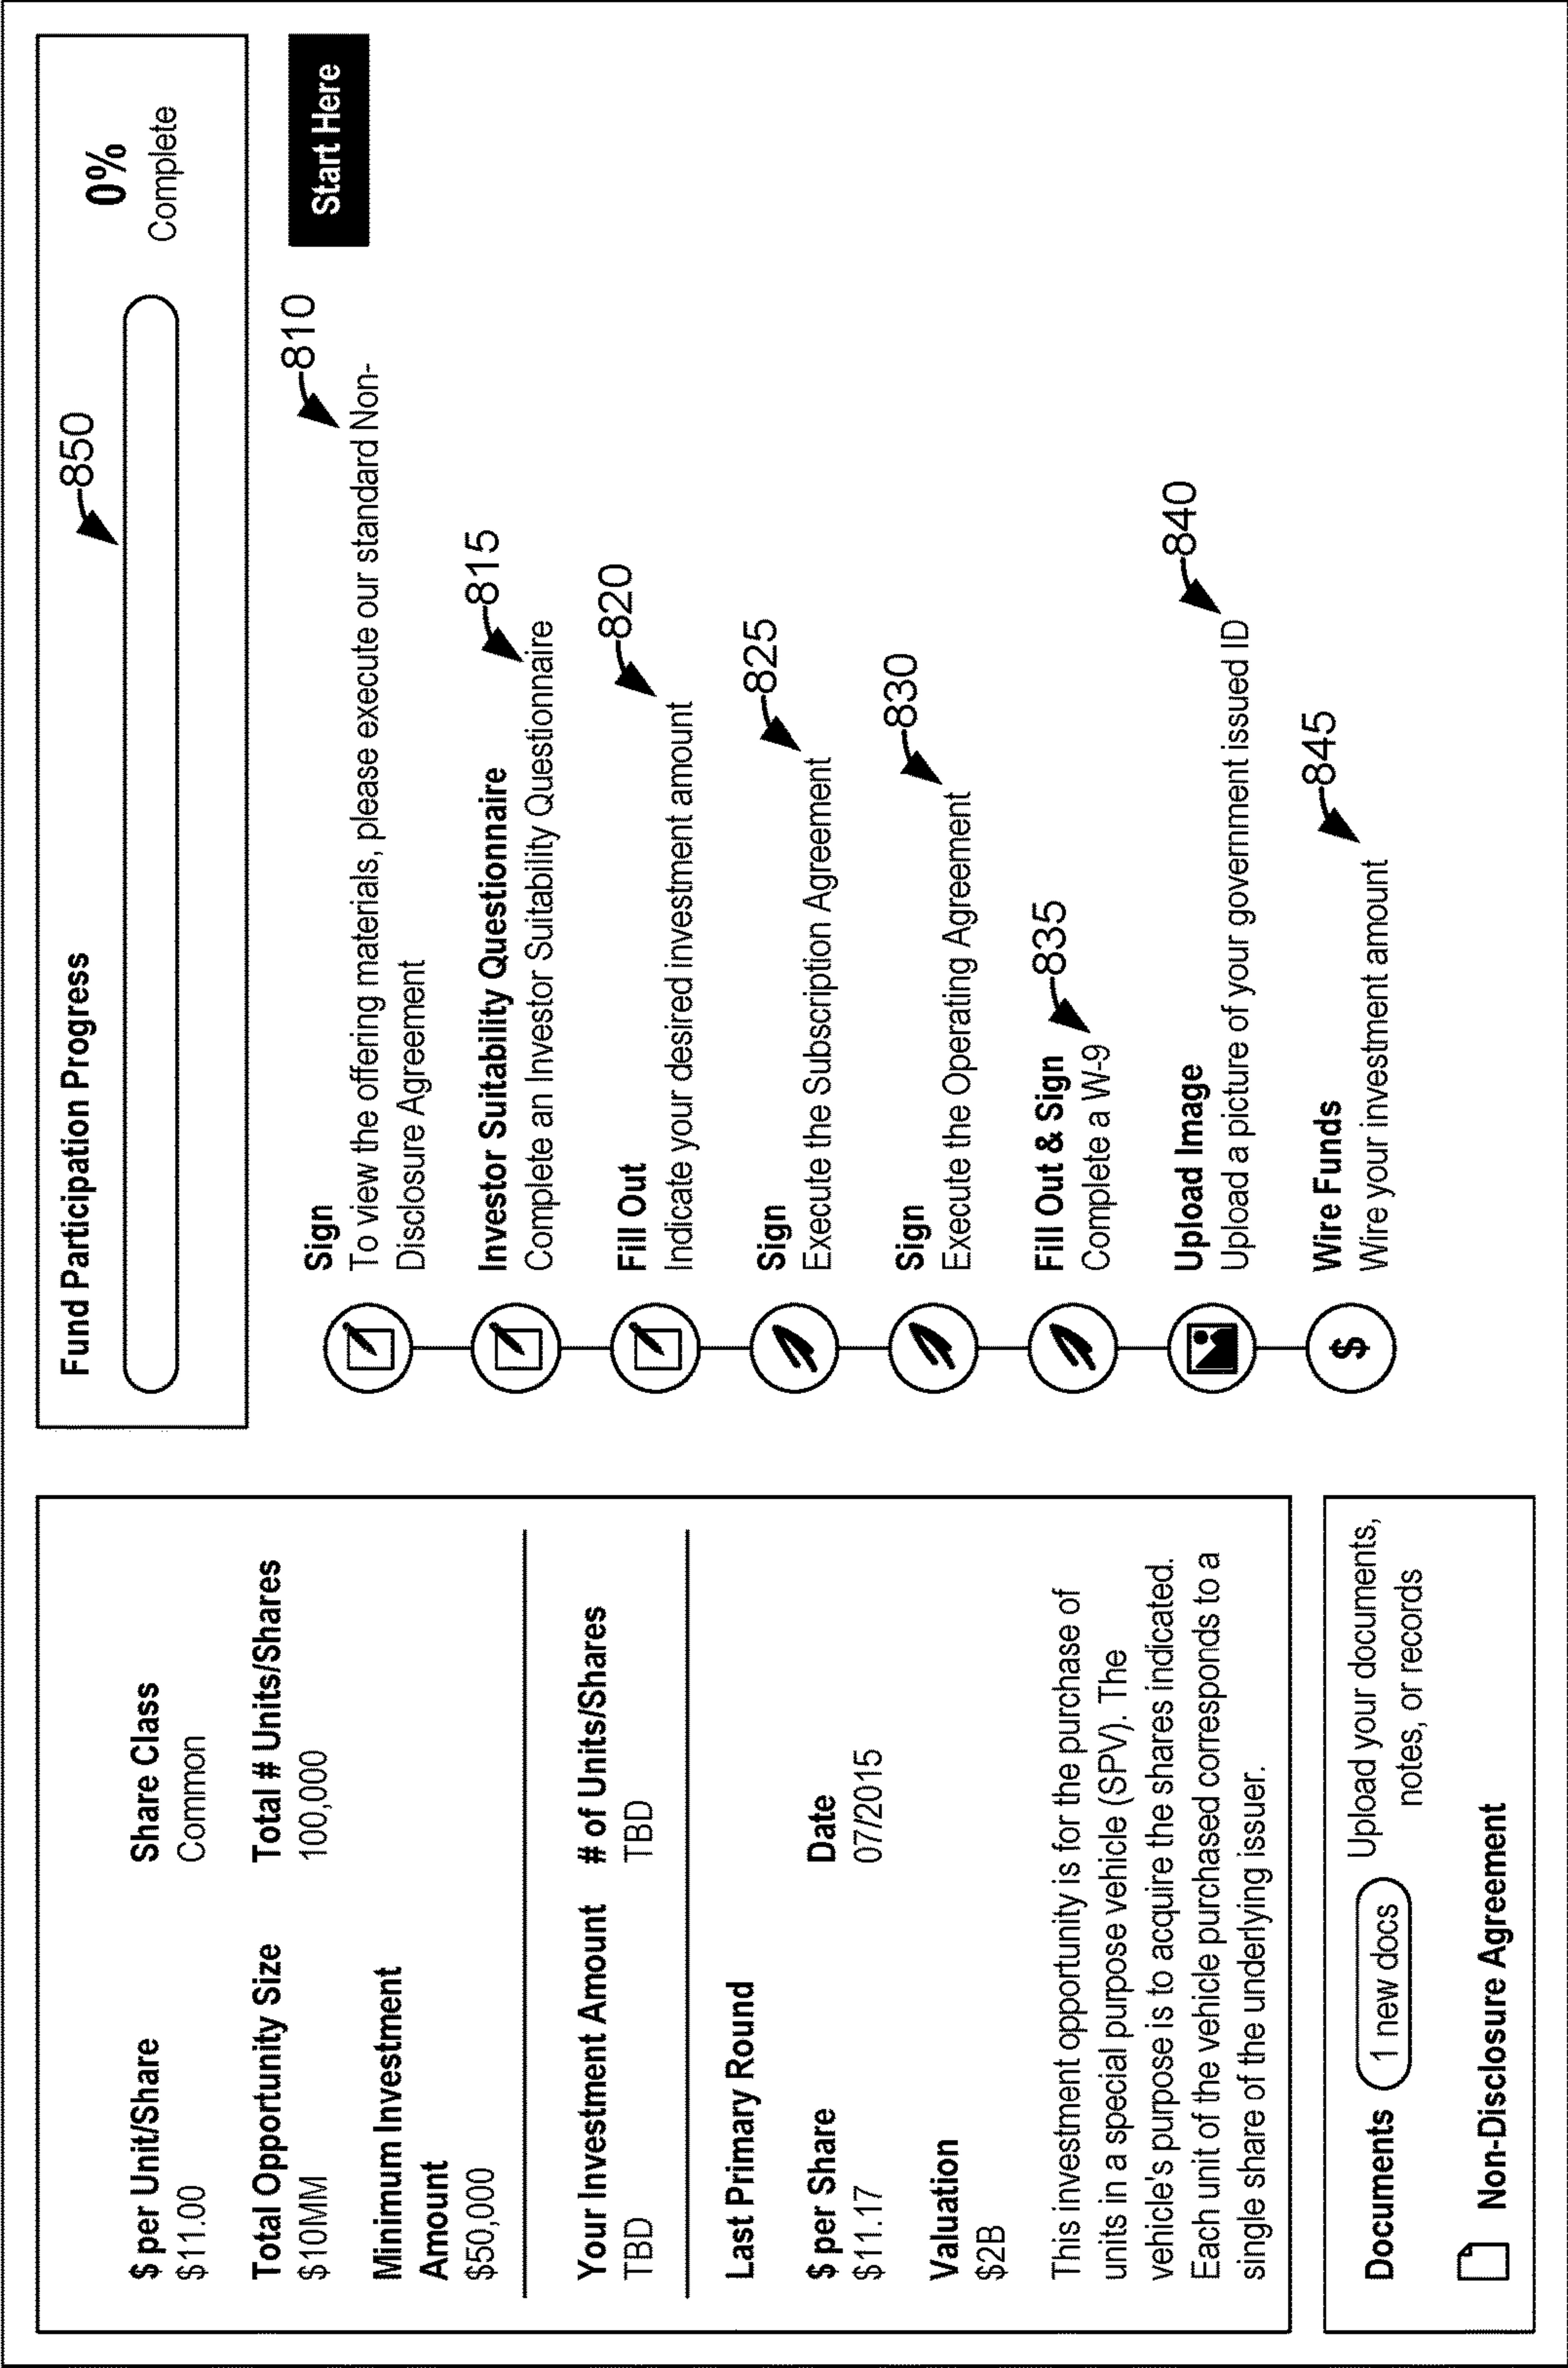 $ per Unit/Share
$11.00
Share Class
Common
Total Opportunity Size
$10MM
Total # Units/Shares
100,000
Minimum Investment
Amount
$50,000
Your Investment Amount
TBD
# of Units/Shares
TBD
Last Primary Round
$ per Share
$11.17
Date
07/2015
Valuation
$2B
This investment opportunity is for the purchase of
units in a special purpose vehicle (SPV). The
vehicle's purpose is to acquire the shares indicated.
Each unit of the vehicle purchased corresponds to a
single share of the underlying issuer.
Documents
1 new docs
Upload your documents,
notes, or records
Non-Disclosure Agreement
Fund Participation Progress
850
0%
Complete
Start Here
Sign
810
To view the offering materials, please execute our standard Non-
Disclosure Agreement
Investor Suitability Questionnaire
815
Complete an Investor Suitability Questionnaire
Fill Out
820
Indicate your desired investment amount
Sign
825
Execute the Subscription Agreement
Sign
830
Execute the Operating Agreement
Fill Out & Sign
835
Complete a W-9
Upload Image
840
Upload a picture of your government issued ID
$
Wire Funds
845
Wire your investment amount